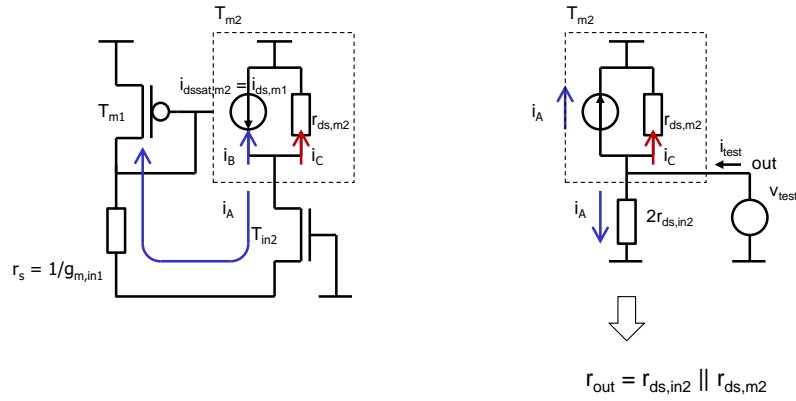 T_m2
i_dssat,m2 = i_ds,m1
T_m1
r_ds,m2
i_B
i_C
i_A
T_in2
r_s = 1/g_m,in1
T_m2
i_A
r_ds,m2
i_C
i_test
out
v_test
i_A
2r_ds,in2
r_out = r_ds,in2 || r_ds,m2